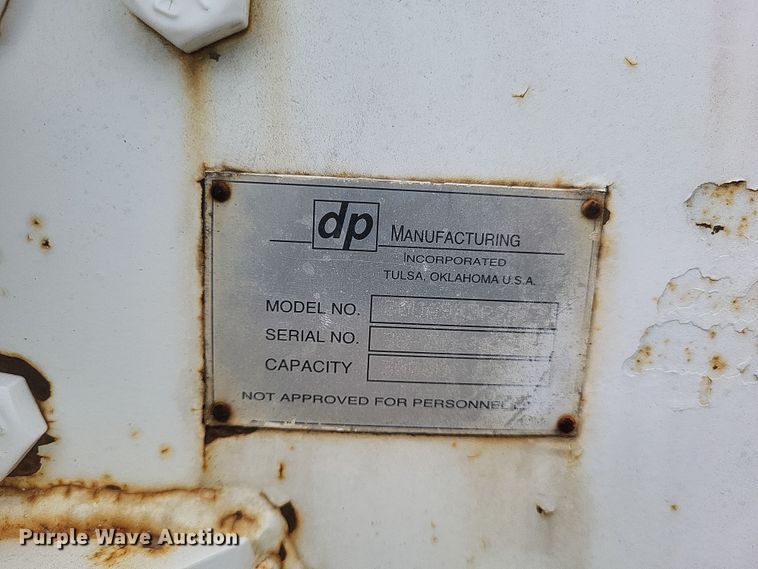 dp MANUFACTURING
INCORPORATED
TULSA, OKLAHOMA U.S.A.
MODEL NO.
SERIAL NO.
CAPACITY
NOT APPROVED FOR PERSONNEL
Purple Wave Auction